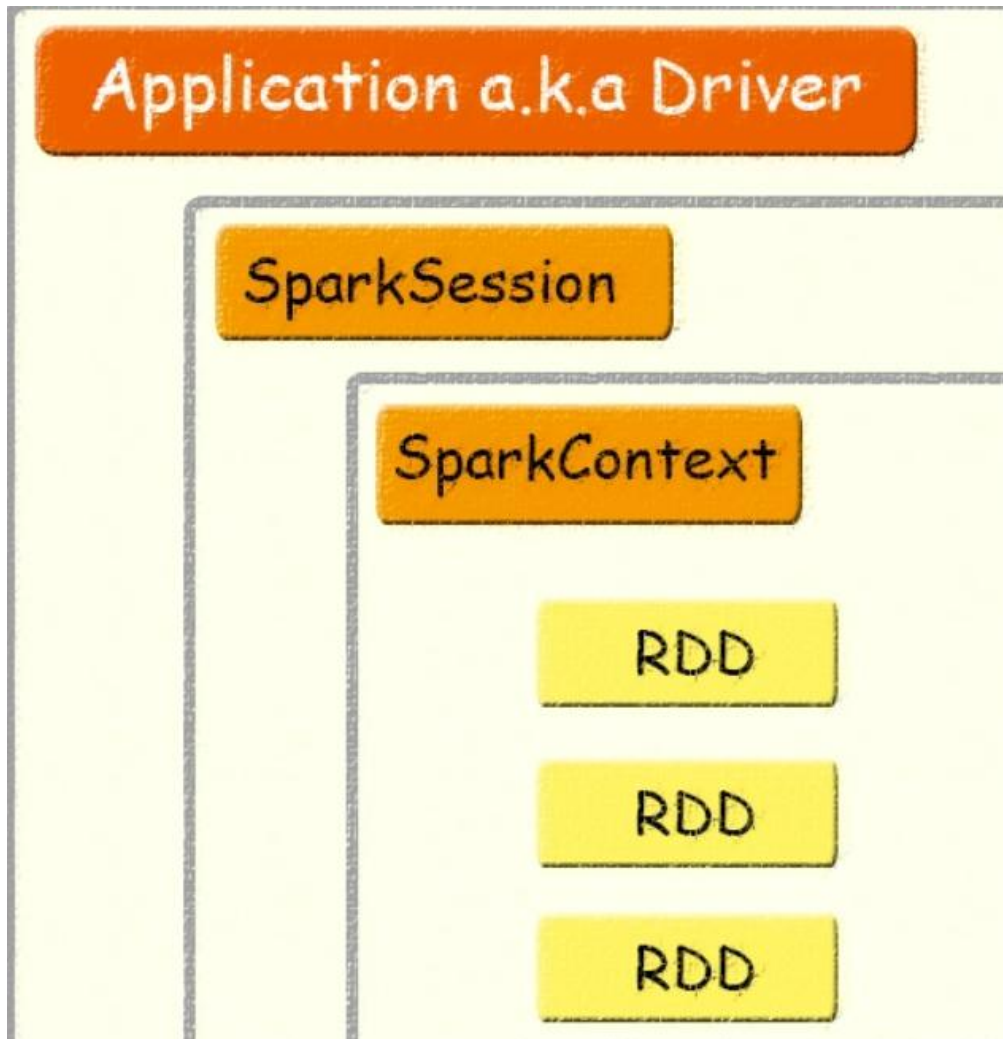 Application a.k.a Driver
SparkSession
SparkContext
RDD
RDD
RDD